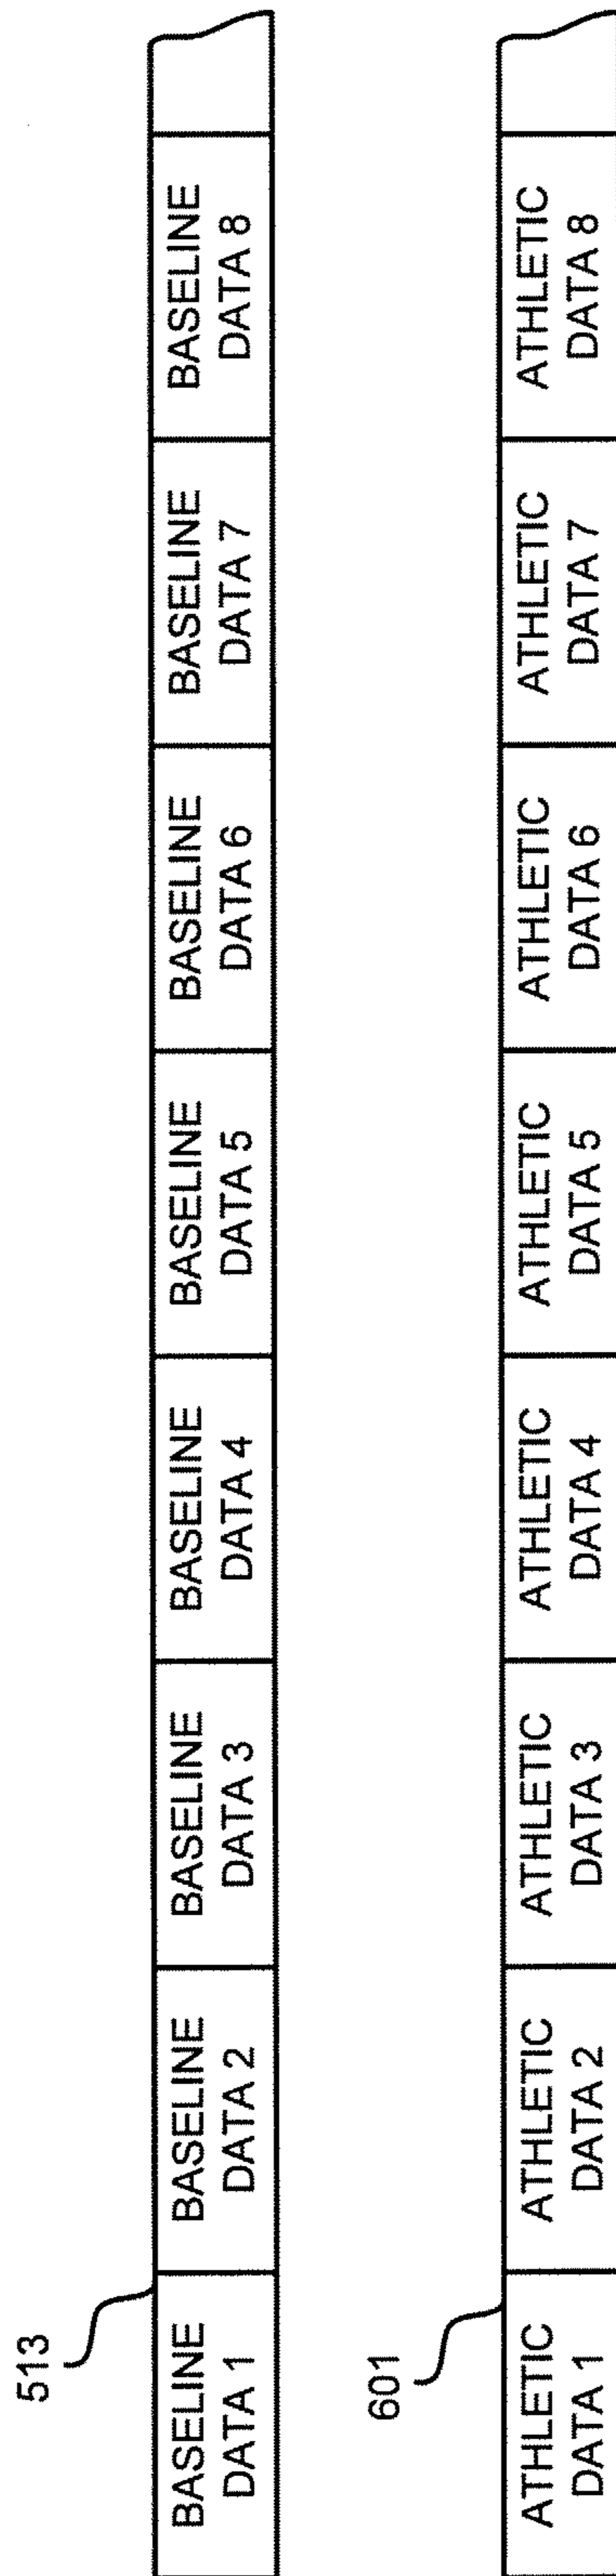 513
BASELINE
DATA 1
BASELINE
DATA 2
BASELINE
DATA 3
BASELINE
DATA 4
BASELINE
DATA 5
BASELINE
DATA 6
BASELINE
DATA 7
BASELINE
DATA 8
601
ATHLETIC
DATA 1
ATHLETIC
DATA 2
ATHLETIC
DATA 3
ATHLETIC
DATA 4
ATHLETIC
DATA 5
ATHLETIC
DATA 6
ATHLETIC
DATA 7
ATHLETIC
DATA 8